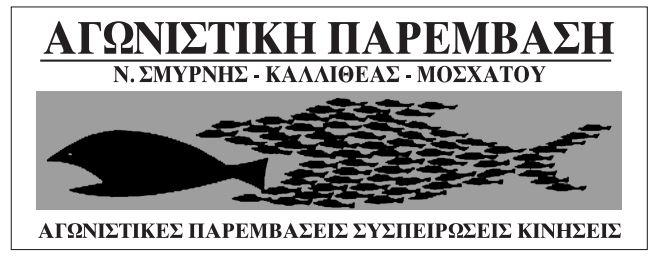 ΑΓΩΝΙΣΤΙΚΗ ΠΑΡΕΜΒΑΣΗ
Ν. ΣΜΥΡΝΗΣ - ΚΑΛΛΙΘΕΑΣ - ΜΟΣΧΑΤΟΥ
ΑΓΩΝΙΣΤΙΚΕΣ ΠΑΡΕΜΒΑΣΕΙΣ ΣΥΣΠΕΙΡΩΣΕΙΣ ΚΙΝΗΣΕΙΣ